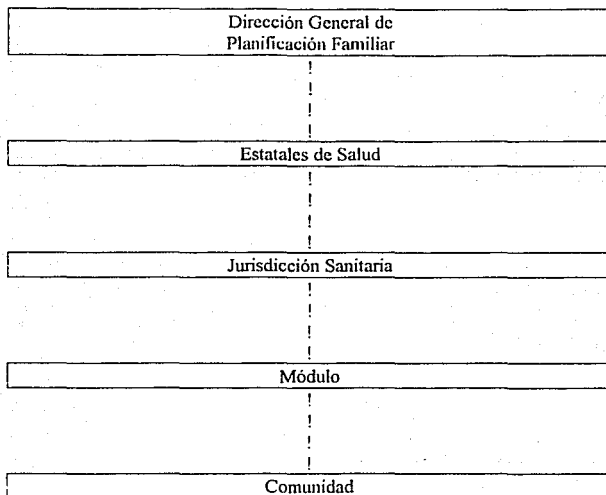 Dirección General de
Planificación Familiar
Estatales de Salud
Jurisdicción Sanitaria
Módulo
Comunidad